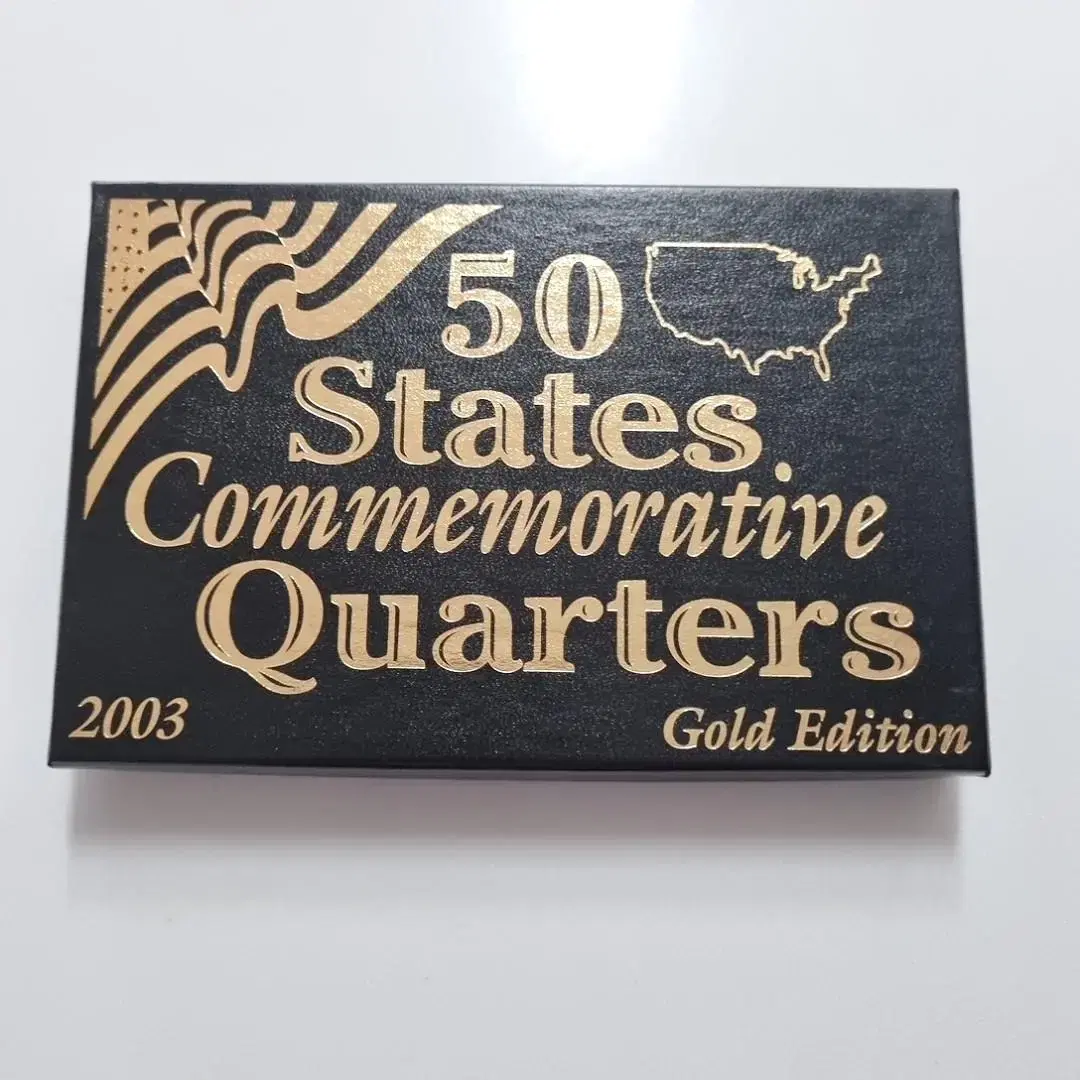 50
States
Commemorative
Quarters
2003
Gold Edition